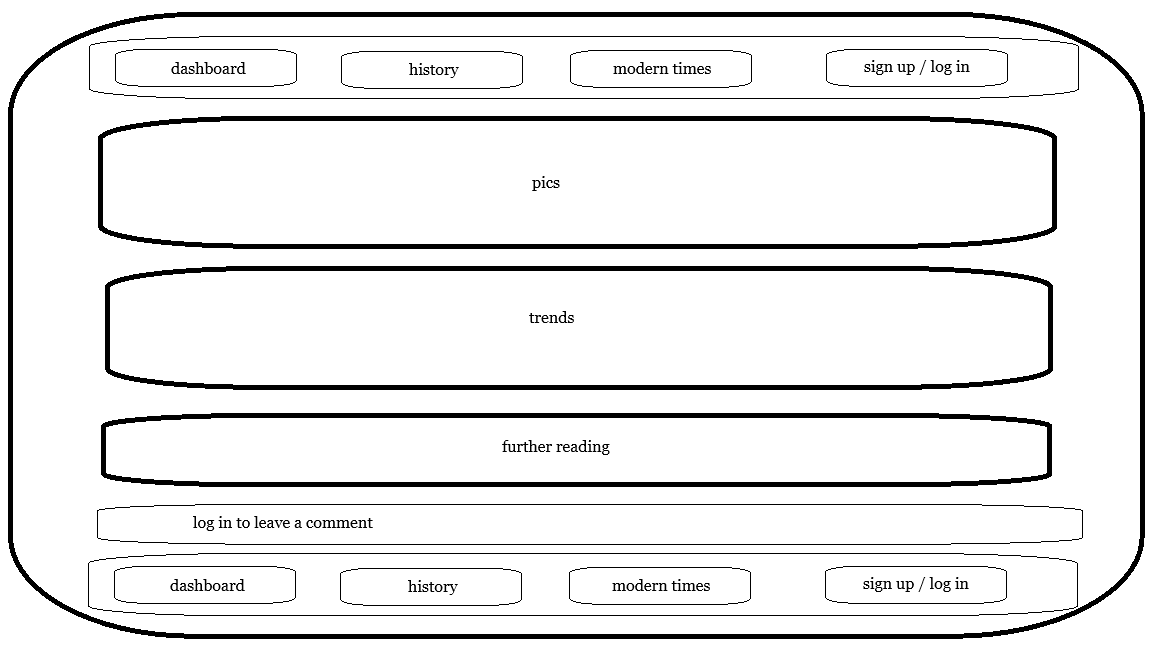 dashboard
history
modern times
sign up / log in
pics
trends
further reading
log in to leave a comment
dashboard
history
modern times
sign up / log in